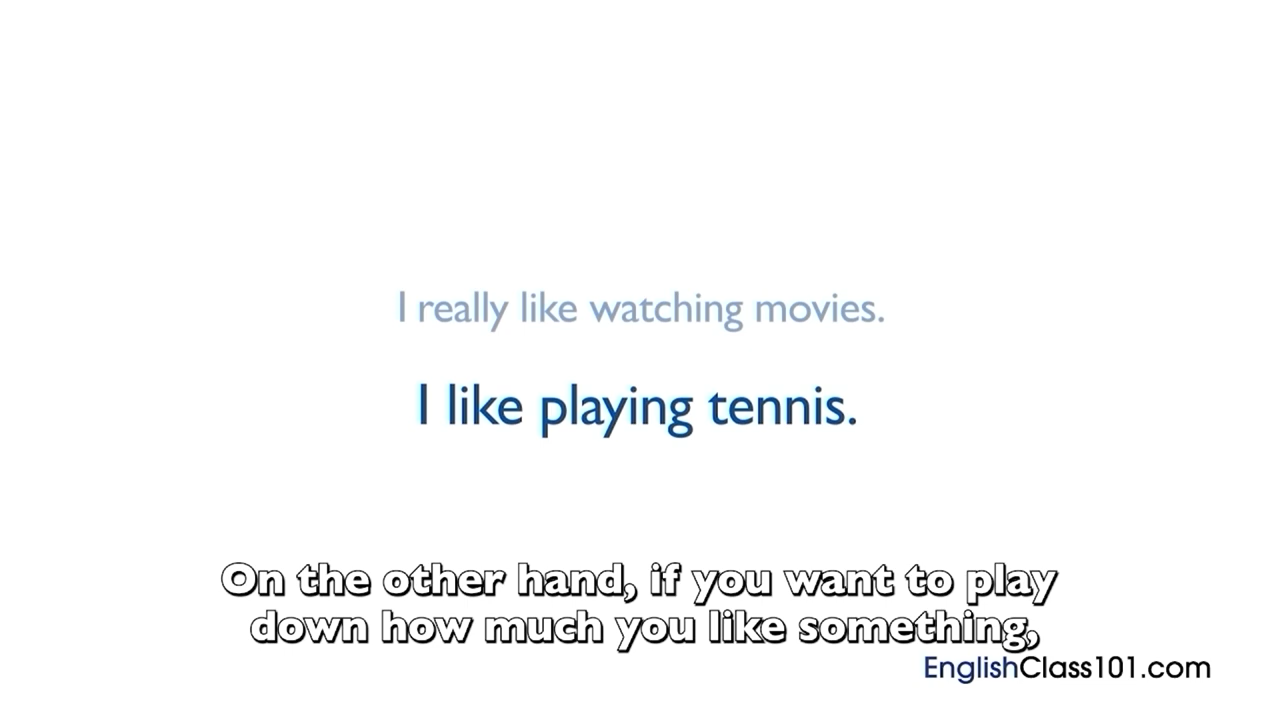 I really like watching movies.
I like playing tennis.
On the other hand, if you want to play
down how much you like something,
EnglishClass101.com